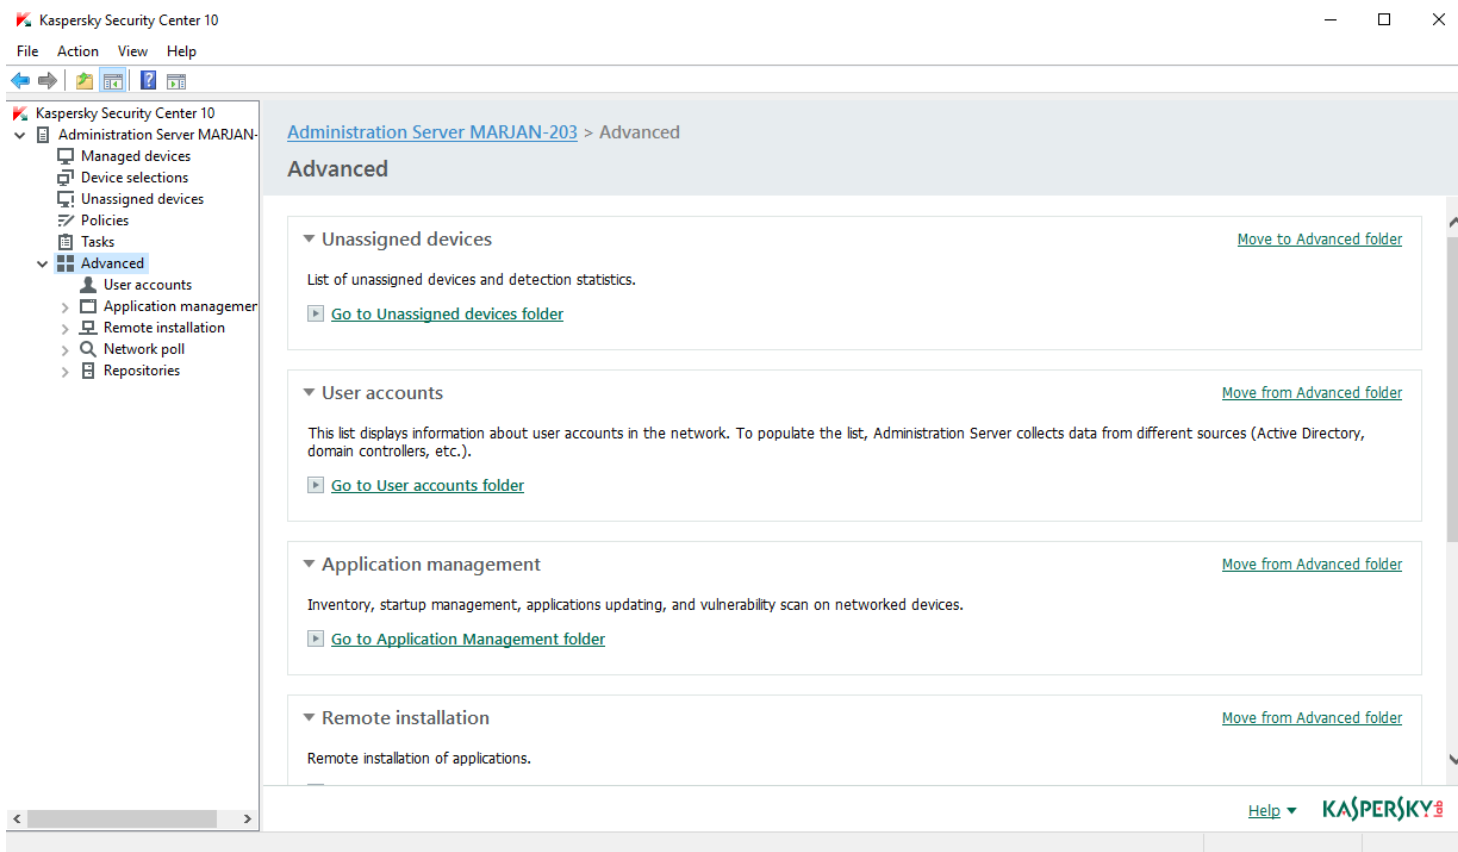 Kaspersky Security Center 10
File Action View Help
Kaspersky Security Center 10
Administration Server MARJAN-
Managed devices
Device selections
Unassigned devices
Policies
Tasks
Advanced
User accounts
Application managemen
Remote installation
Network poll
Repositories
Administration Server MARJAN-203 > Advanced
Advanced
Unassigned devices
Move to Advanced folder
List of unassigned devices and detection statistics.
Go to Unassigned devices folder
User accounts
Move from Advanced folder
This list displays information about user accounts in the network. To populate the list, Administration Server collects data from different sources (Active Directory,
domain controllers, etc.).
Go to User accounts folder
Application management
Move from Advanced folder
Inventory, startup management, applications updating, and vulnerability scan on networked devices.
Go to Application Management folder
Remote installation
Move from Advanced folder
Remote installation of applications.
Help
KASPERSKY lab